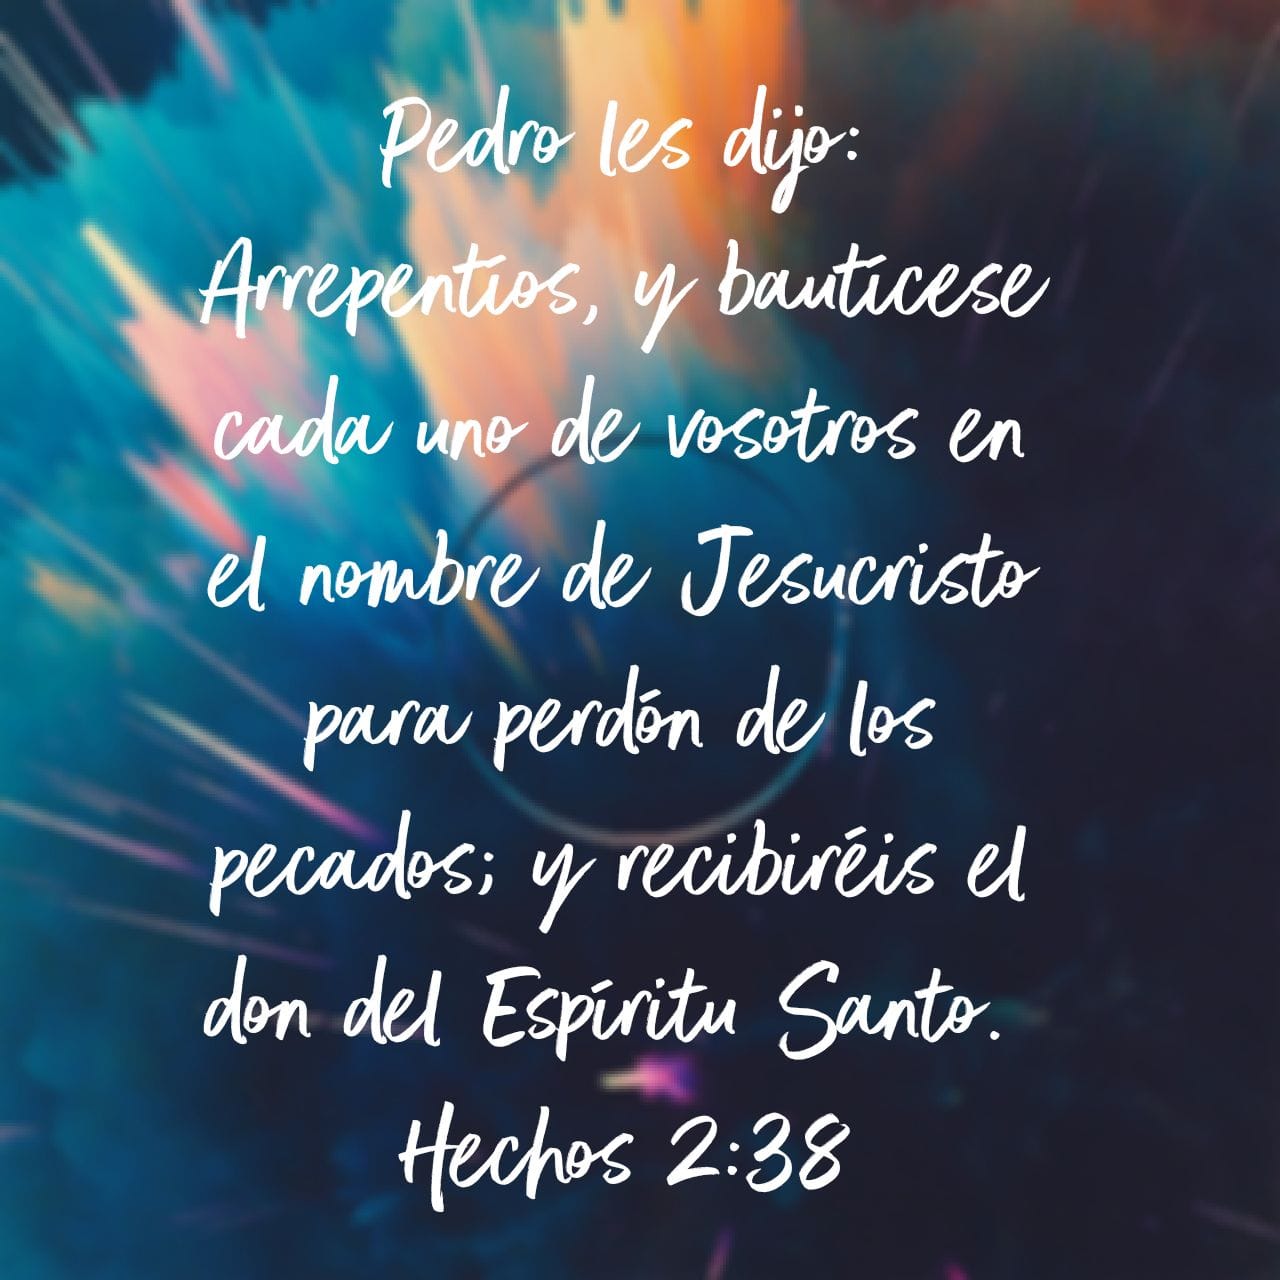 Pedro les dijo:
Arrepentíos, y bautícese
cada uno de vosotros en
el nombre de Jesucristo
para perdón de los
pecados; y recibiréis el
don del Espíritu Santo.
Hechos 2:38